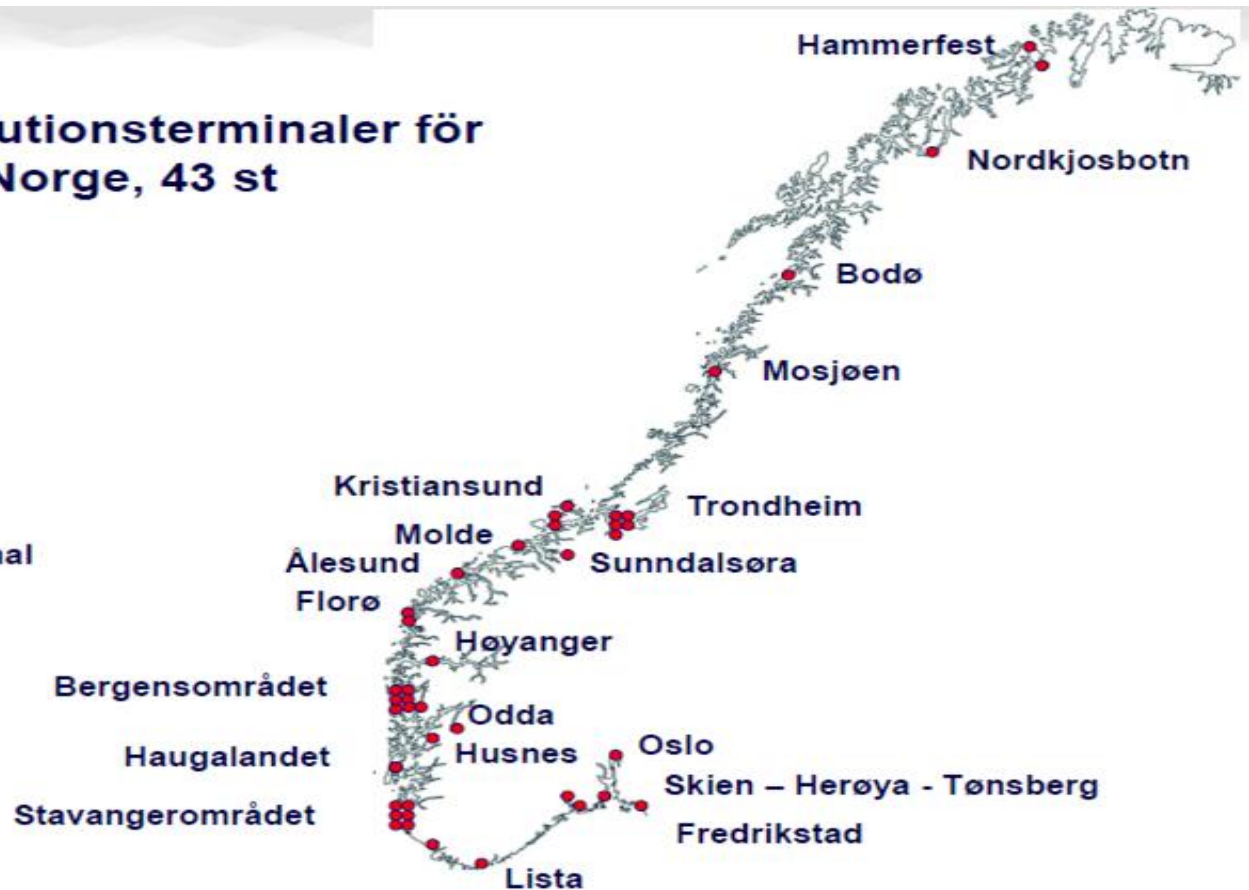 utionsterminaler för
Norge, 43 st
Hammerfest
Nordkjosbotn
Bodø
Mosjøen
Kristiansund
Trondheim
Molde
Sunndalsøra
al
Ålesund
Florø
Høyanger
Bergensområdet
Odda
Husnes
Oslo
Haugalandet
Skien – Herøya - Tønsberg
Stavangerområdet
Fredrikstad
Lista